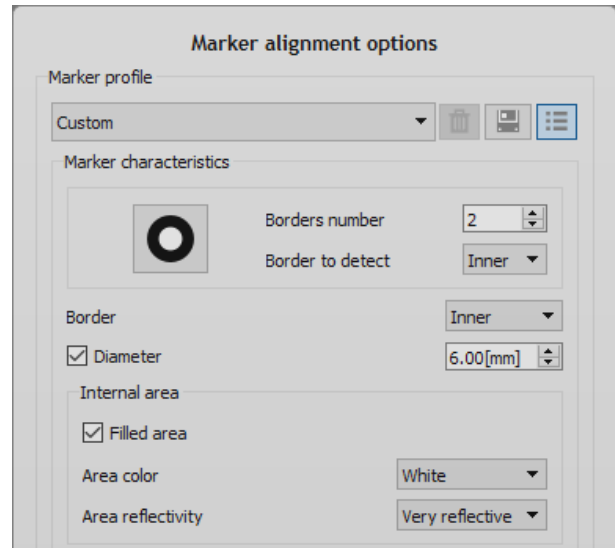 Marker alignment options
Marker profile
Custom
Marker characteristics
Borders number 2
Border to detect Inner
Border Inner
Diameter 6.00[mm]
Internal area
Filled area
Area color White
Area reflectivity Very reflective